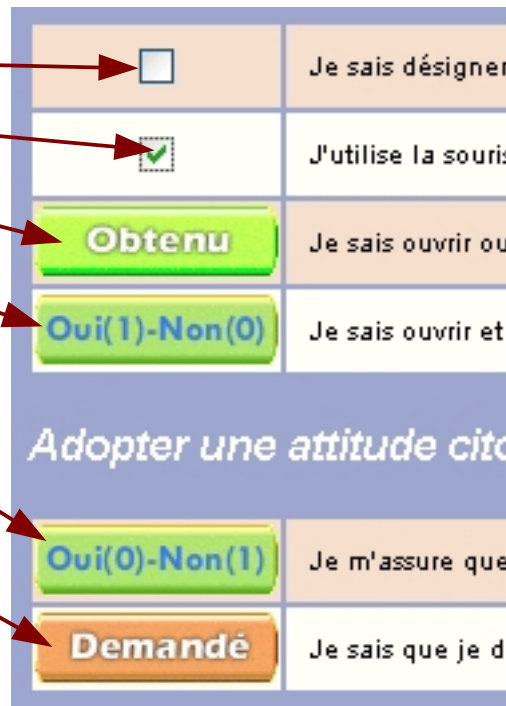 Je sais désigner
J'utilise la souris
Obtenu Je sais ouvrir ou
Oui(1)-Non(0) Je sais ouvrir et
Adopter une attitude cito
Oui(0)-Non(1) Je m'assure que
Demandé Je sais que je d